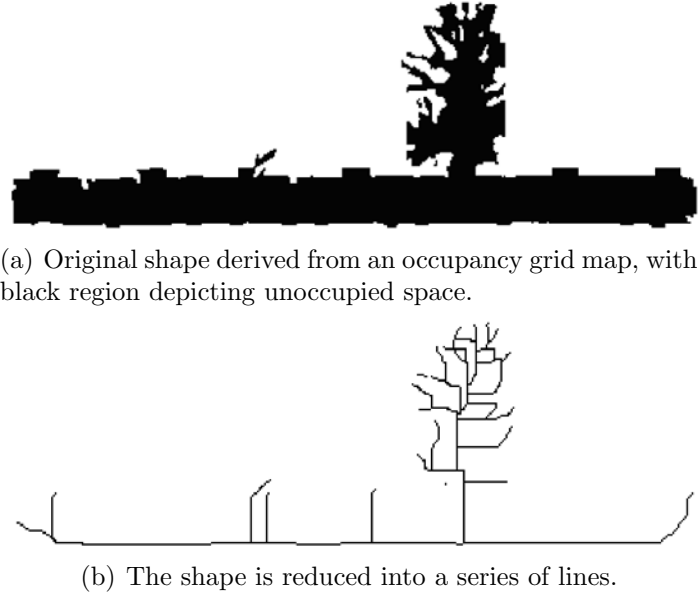 (a) Original shape derived from an occupancy grid map, with
black region depicting unoccupied space.
(b) The shape is reduced into a series of lines.